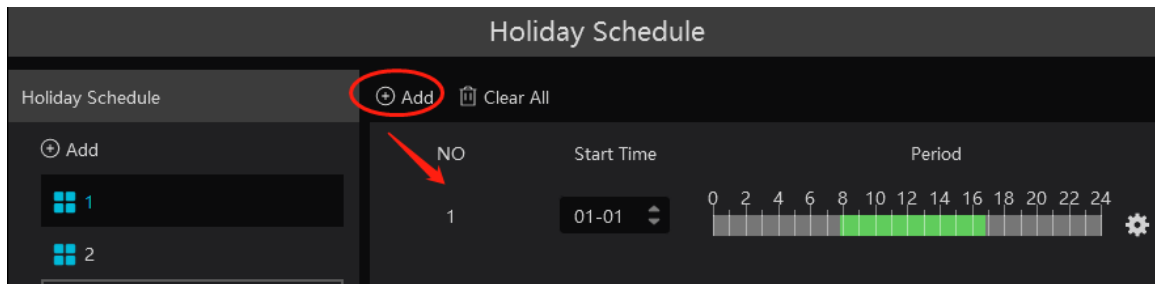 Holiday Schedule
Holiday Schedule
Add
Clear All
Add
1
2
NO
Start Time
Period
1
01-01
0 2 4 6 8 10 12 14 16 18 20 22 24